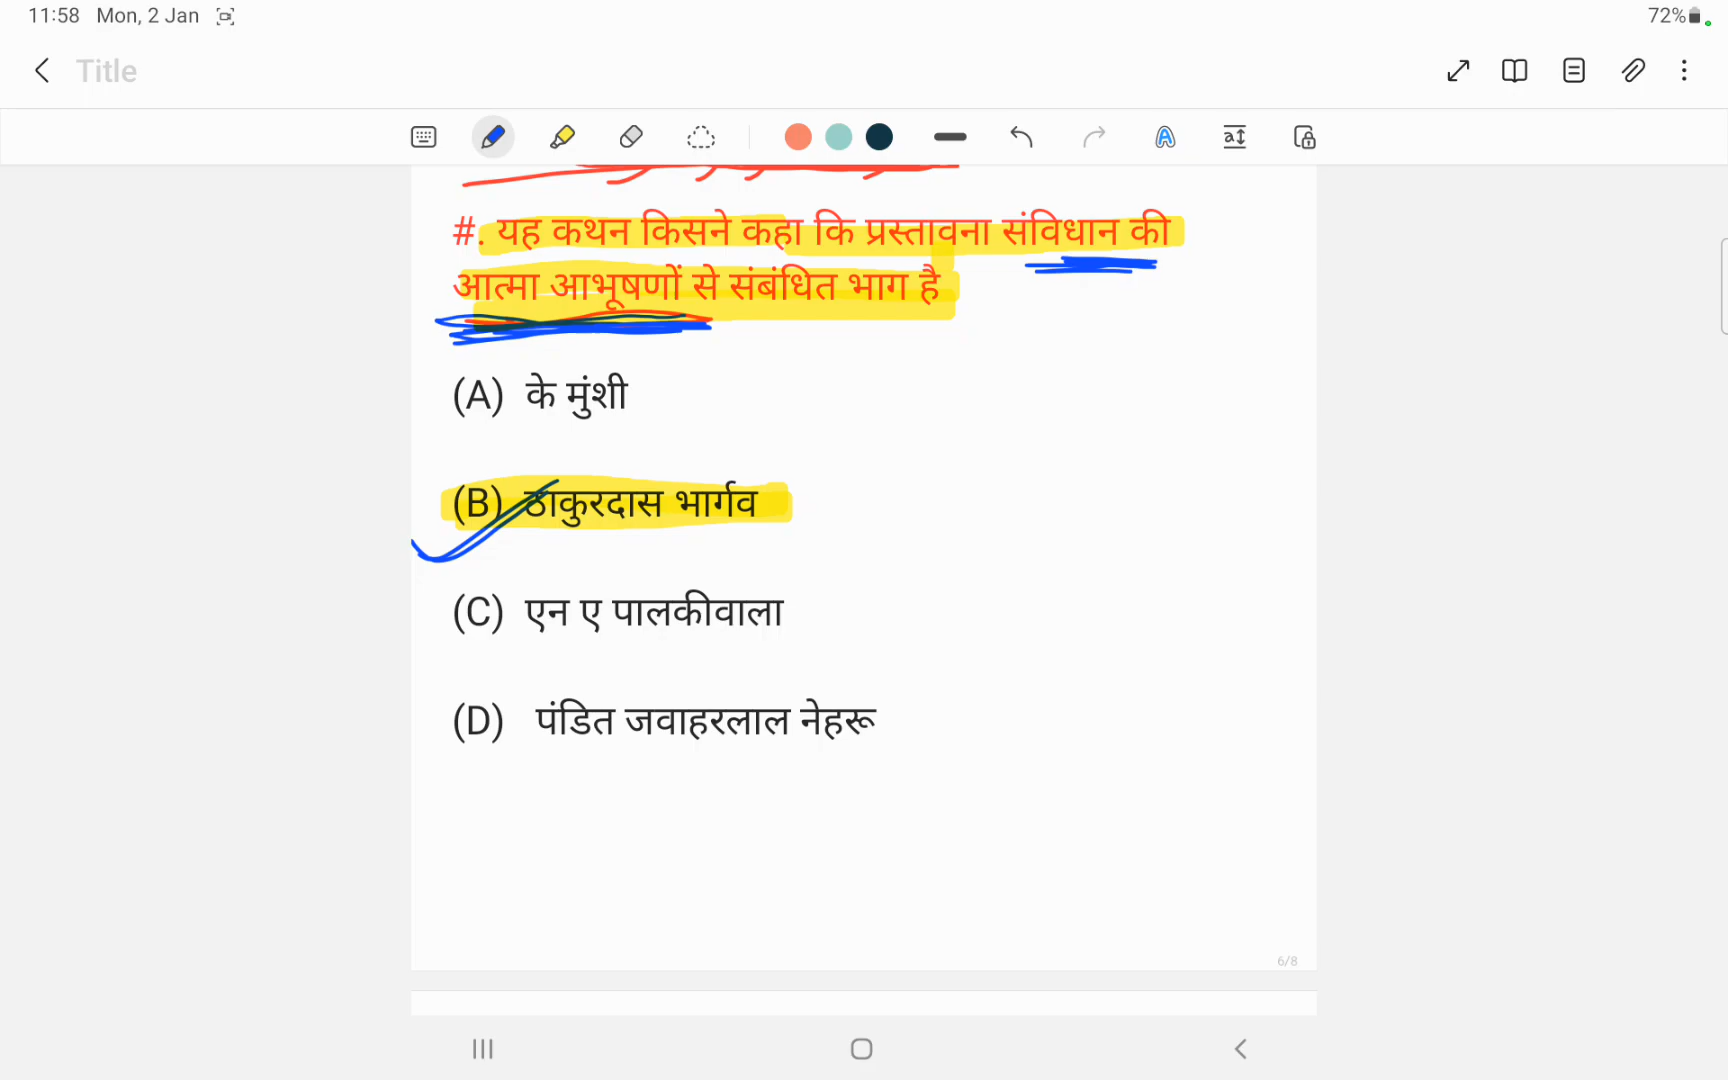 11:58 Mon, 2 Jan 72%
Title
#. यह कथन किसने कहा कि प्रस्तावना संविधान की
आत्मा आभूषणों से संबंधित भाग है
(A) के मुंशी
(B) ठाकुरदास भार्गव
(C) एन ए पालकीवाला
(D) पंडित जवाहरलाल नेहरू
6/8